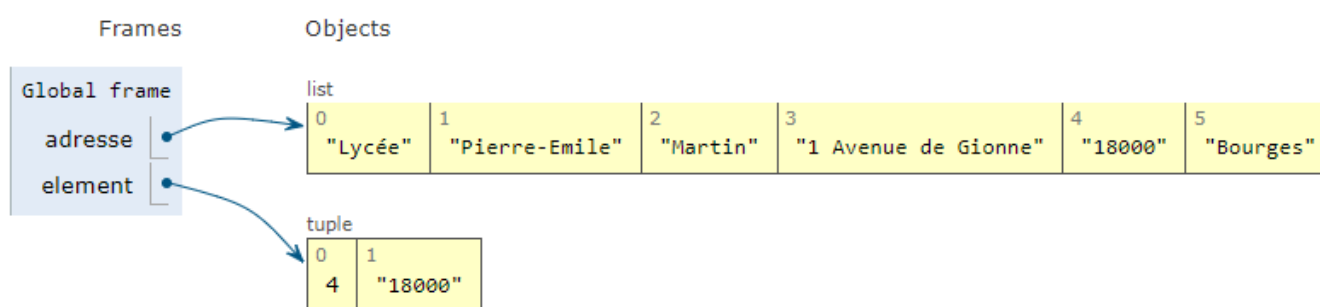 Frames Objects
Global frame
adresse
element
list
0 1 2 3 4 5
"Lycée" "Pierre-Emile" "Martin" "1 Avenue de Gionne" "18000" "Bourges"
tuple
0 1
4 "18000"